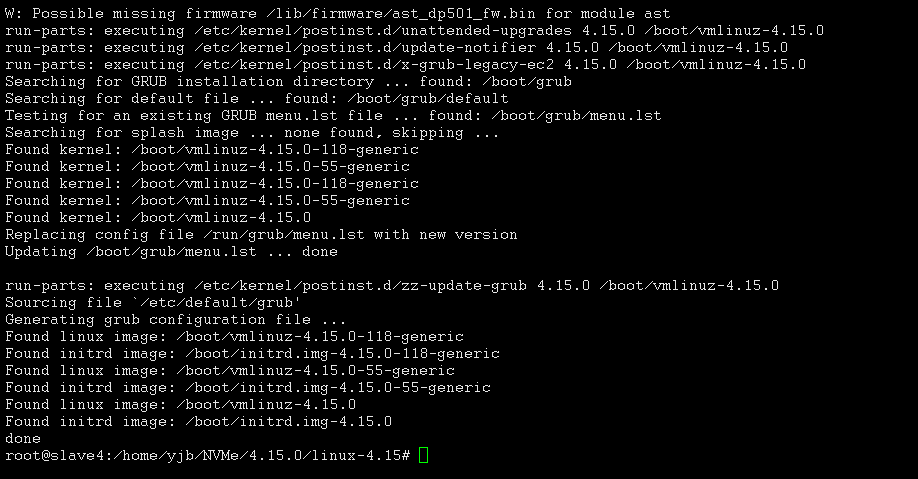 W: Possible missing firmware /lib/firmware/ast_dp501_fw.bin for module ast
run-parts: executing /etc/kernel/postinst.d/unattended-upgrades 4.15.0 /boot/vmlinuz-4.15.0
run-parts: executing /etc/kernel/postinst.d/update-notifier 4.15.0 /boot/vmlinuz-4.15.0
run-parts: executing /etc/kernel/postinst.d/x-grub-legacy-ec2 4.15.0 /boot/vmlinuz-4.15.0
Searching for GRUB installation directory ... found: /boot/grub
Searching for default file ... found: /boot/grub/default
Testing for an existing GRUB menu.lst file ... found: /boot/grub/menu.lst
Searching for splash image ... none found, skipping ...
Found kernel: /boot/vmlinuz-4.15.0-118-generic
Found kernel: /boot/vmlinuz-4.15.0-55-generic
Found kernel: /boot/vmlinuz-4.15.0-118-generic
Found kernel: /boot/vmlinuz-4.15.0-55-generic
Found kernel: /boot/vmlinuz-4.15.0
Replacing config file /run/grub/menu.lst with new version
Updating /boot/grub/menu.lst ... done
run-parts: executing /etc/kernel/postinst.d/zz-update-grub 4.15.0 /boot/vmlinuz-4.15.0
Sourcing file `/etc/default/grub'
Generating grub configuration file ...
Found linux image: /boot/vmlinuz-4.15.0-118-generic
Found initrd image: /boot/initrd.img-4.15.0-118-generic
Found linux image: /boot/vmlinuz-4.15.0-55-generic
Found initrd image: /boot/initrd.img-4.15.0-55-generic
Found linux image: /boot/vmlinuz-4.15.0
Found initrd image: /boot/initrd.img-4.15.0
done
root@slave4:/home/yjb/NVMe/4.15.0/linux-4.15#